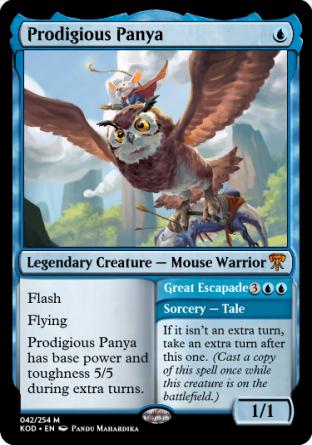 Prodigious Panya
Legendary Creature — Mouse Warrior
Flash
Flying
Prodigious Panya
has base power and
toughness 5/5
during extra turns.
Great Escapade 3
Sorcery — Tale
If it isn't an extra turn,
take an extra turn after
this one. (Cast a copy
of this spell once while
this creature is on the
battlefield.)
1/1
042/254 M
KOD • EN PANDU MAHARDIKA